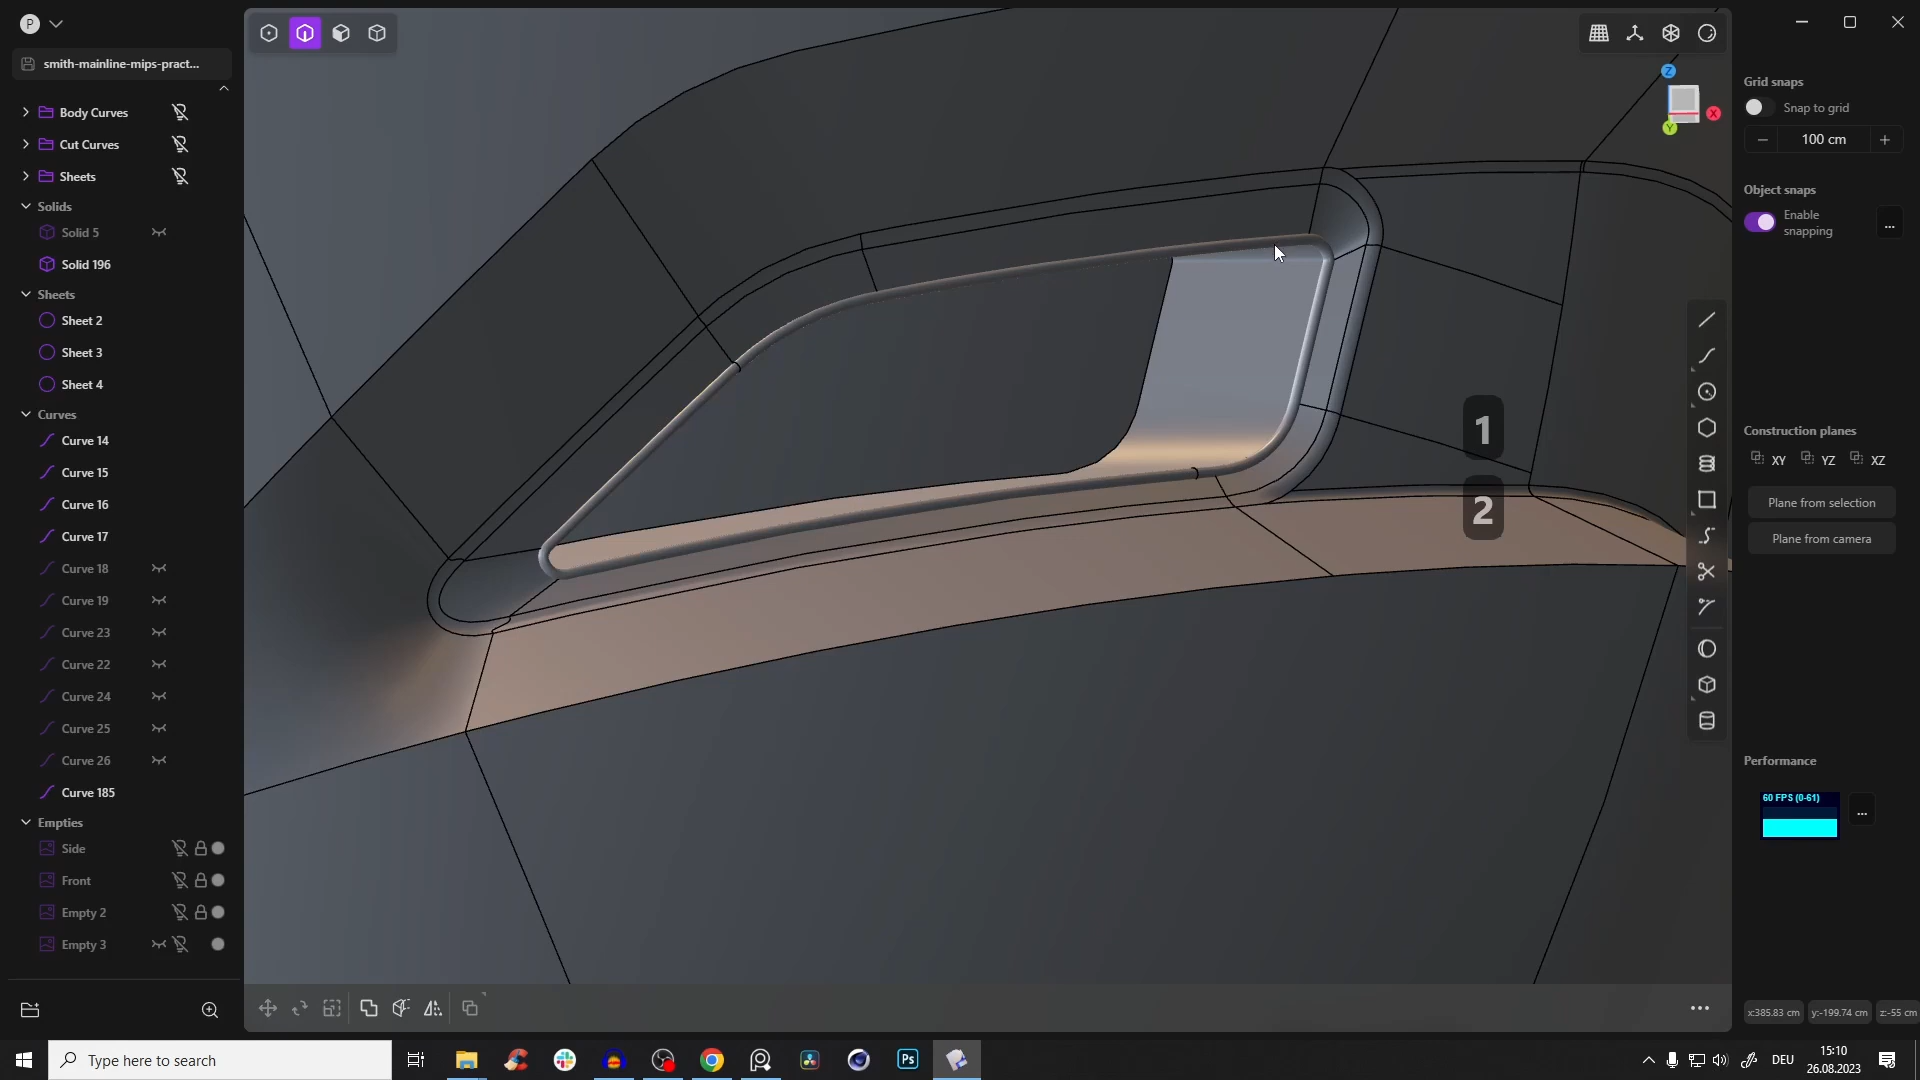 P
smith-mainline-mips-pract...
Body Curves
Cut Curves
Sheets
Solids
Solid 5
Solid 196
Sheets
Sheet 2
Sheet 3
Sheet 4
Curves
Curve 14
Curve 15
Curve 16
Curve 17
Curve 18
Curve 19
Curve 23
Curve 22
Curve 24
Curve 25
Curve 26
Curve 185
Empties
Side
Front
Empty 2
Empty 3
Z
X
Y
1
2
Grid snaps
Snap to grid
100 cm
Object snaps
Enable
snapping
...
Construction planes
XY YZ XZ
Plane from selection
Plane from camera
Performance
60 FPS (0-61)
...
x:385.83 cm y:-199.74 cm z:-55 cm
Type here to search
Ps
DEU
15:10
26.08.2023